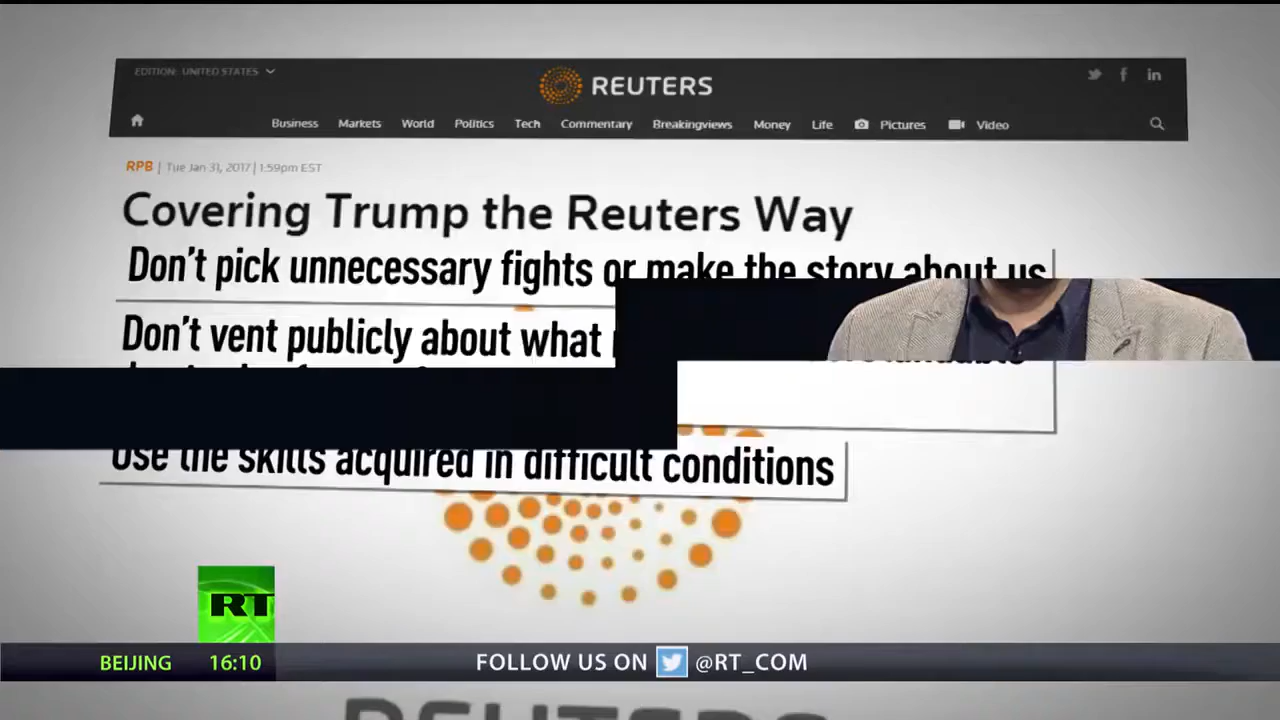 EDITION: UNITED STATES
REUTERS
Business Markets World Politics Tech Commentary Breakingviews Money Life Pictures Video
RPB | Tue Jan 31, 2017 | 1:59pm EST
Covering Trump the Reuters Way
Don't pick unnecessary fights or make the story about us
Don't vent publicly about what
Use the skills acquired in difficult conditions
RT
BEIJING 16:10 FOLLOW US ON @RT_COM
REUTERS